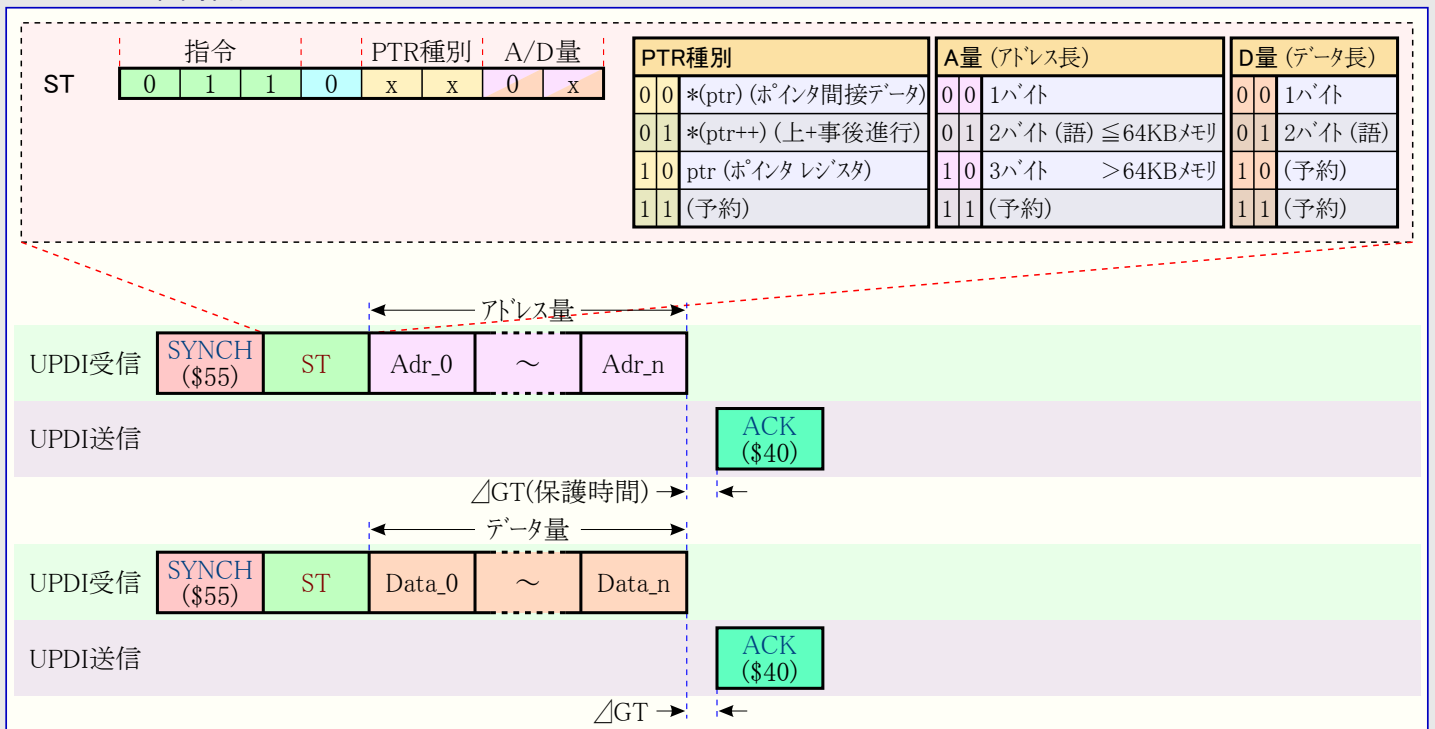 指令 PTR種別 A/D量
ST 0 1 1 0 x x 0 x
PTR種別 A量 (アドレス長) D量 (データ長)
0 0 *(ptr) (ポインタ間接データ) 0 0 1バイト 0 0 1バイト
0 1 *(ptr++) (上+事後進行) 0 1 2バイト (語) ≦64KBメモリ 0 1 2バイト (語)
1 0 ptr (ポインタ レジスタ) 1 0 3バイト >64KBメモリ 1 0 (予約)
1 1 (予約) 1 1 (予約) 1 1 (予約)
アドレス量
UPDI受信 SYNCH ($55) ST Adr_0 ～ Adr_n
UPDI送信 ACK ($40)
⊿GT(保護時間)
データ量
UPDI受信 SYNCH ($55) ST Data_0 ～ Data_n
UPDI送信 ACK ($40)
⊿GT